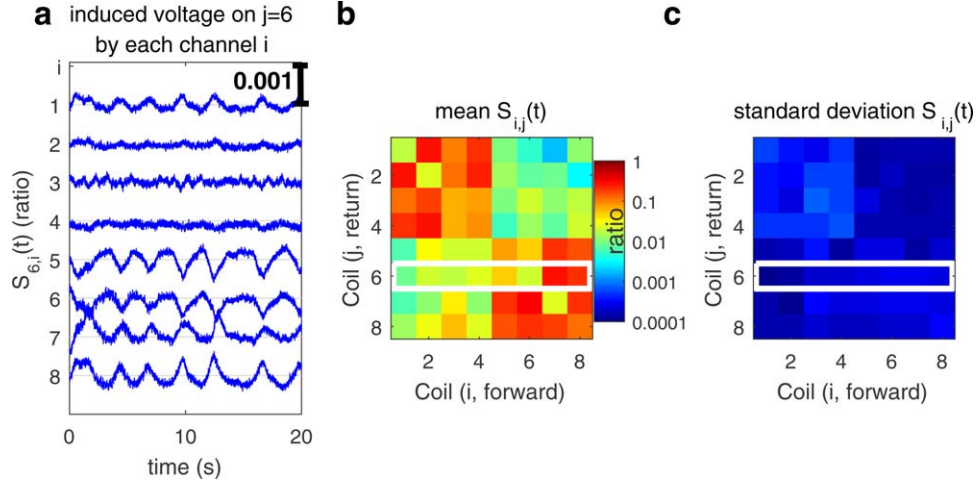 a
induced voltage on j=6
by each channel i
0.001
S6,i(t) (ratio)
i
1
2
3
4
5
6
7
8
0
10
20
time (s)
b
mean Si,j(t)
Coil (j, return)
2
4
6
8
2
4
6
8
Coil (i, forward)
ratio
1
0.1
0.01
0.001
0.0001
c
standard deviation Si,j(t)
Coil (j, return)
2
4
6
8
2
4
6
8
Coil (i, forward)